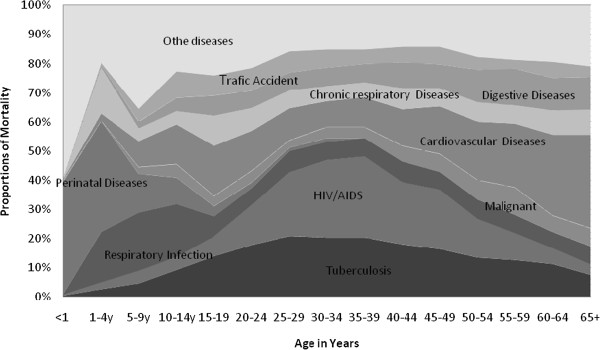 100%
90%
80%
70%
60%
50%
40%
30%
20%
10%
0%
Proportions of Mortality
Othe diseases
Trafic Accident
Chronic respiratory Diseases
Digestive Diseases
Cardiovascular Diseases
Perinatal Diseases
HIV/AIDS
Malignant
Respiratory Infection
Tuberculosis
<1 1-4y 5-9y 10-14y 15-19 20-24 25-29 30-34 35-39 40-44 45-49 50-54 55-59 60-64 65+
Age in Years